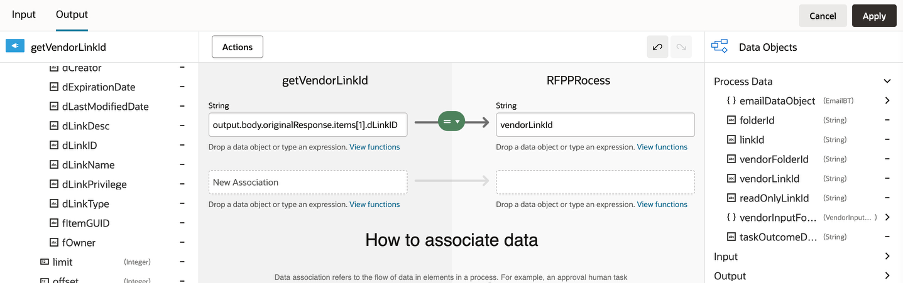 Input Output Cancel Apply
getVendorLinkId Actions Data Objects
dCreator
dExpirationDate
dLastModifiedDate
dLinkDesc
dLinkID
dLinkName
dLinkPrivilege
dLinkType
fItemGUID
fOwner
limit (Integer)
offset (Integer)
getVendorLinkId RFPPRocess
String String
output.body.originalResponse.items[1].dLinkID = vendorLinkId
Drop a data object or type an expression. View functions Drop a data object or type an expression. View functions
New Association
Drop a data object or type an expression. View functions Drop a data object or type an expression. View functions
How to associate data
Data association refers to the flow of data in elements in a process. For example, an approval human task
Process Data
{ } emailDataObject (EmailBT)
folderId (String)
linkId (String)
vendorFolderId (String)
vendorLinkId (String)
readOnlyLinkId (String)
{ } vendorInputFo... (VendorInput...)
taskOutcomeD... (String)
Input
Output